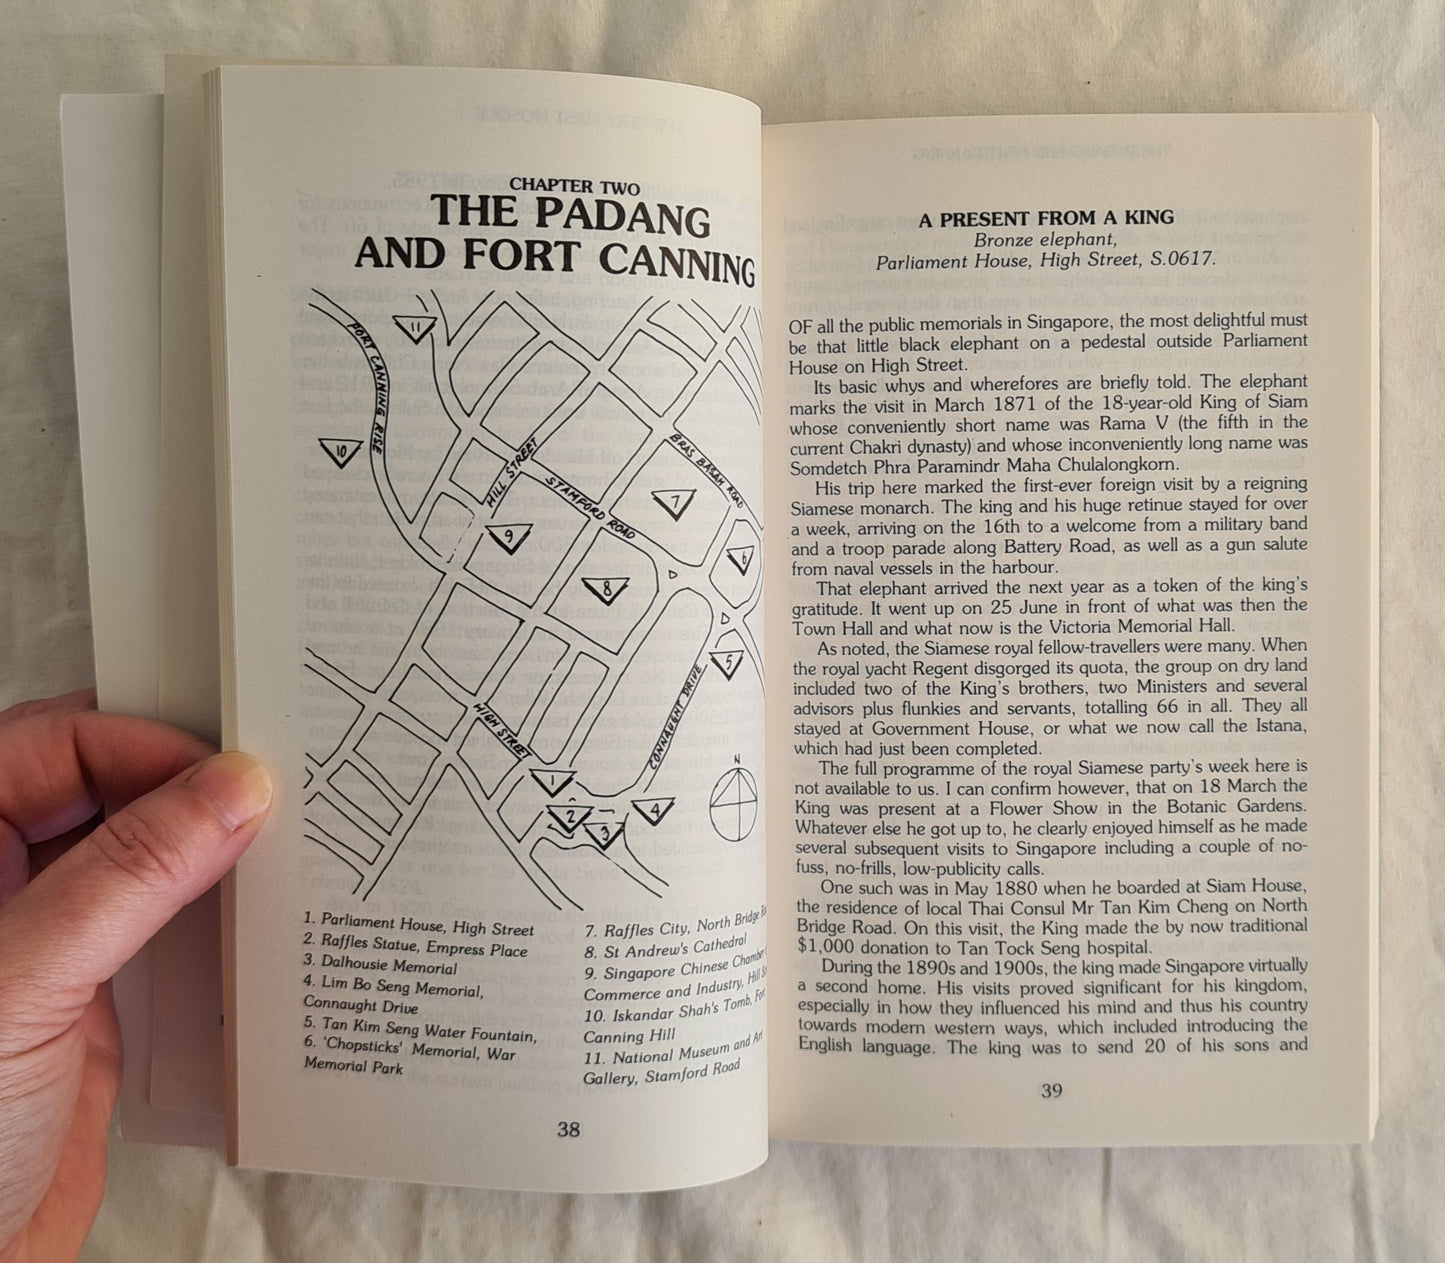 CHAPTER TWO
THE PADANG
AND FORT CANNING
11
FORT CANNING RISE
10
HILL STREET
STAMFORD ROAD
BRAS BASAH ROAD
7
9
6
8
5
CONNAUGHT DRIVE
HIGH STREET
N
1
2
3
4
1. Parliament House, High Street
2. Raffles Statue, Empress Place
3. Dalhousie Memorial
4. Lim Bo Seng Memorial,
Connaught Drive
5. Tan Kim Seng Water Fountain,
6. 'Chopsticks' Memorial, War
Memorial Park
7. Raffles City, North Bridge
8. St Andrew's Cathedral
9. Singapore Chinese Chamber
Commerce and Industry, Hill
10. Iskandar Shah's Tomb, Fort
Canning Hill
11. National Museum and Art
Gallery, Stamford Road
38
A PRESENT FROM A KING
Bronze elephant,
Parliament House, High Street, S.0617.
OF all the public memorials in Singapore, the most delightful must
be that little black elephant on a pedestal outside Parliament
House on High Street.
Its basic whys and wherefores are briefly told. The elephant
marks the visit in March 1871 of the 18-year-old King of Siam
whose conveniently short name was Rama V (the fifth in the
current Chakri dynasty) and whose inconveniently long name was
Somdetch Phra Paramindr Maha Chulalongkorn.
His trip here marked the first-ever foreign visit by a reigning
Siamese monarch. The king and his huge retinue stayed for over
a week, arriving on the 16th to a welcome from a military band
and a troop parade along Battery Road, as well as a gun salute
from naval vessels in the harbour.
That elephant arrived the next year as a token of the king's
gratitude. It went up on 25 June in front of what was then the
Town Hall and what now is the Victoria Memorial Hall.
As noted, the Siamese royal fellow-travellers were many. When
the royal yacht Regent disgorged its quota, the group on dry land
included two of the King's brothers, two Ministers and several
advisors plus flunkies and servants, totalling 66 in all. They all
stayed at Government House, or what we now call the Istana,
which had just been completed.
The full programme of the royal Siamese party's week here is
not available to us. I can confirm however, that on 18 March the
King was present at a Flower Show in the Botanic Gardens.
Whatever else he got up to, he clearly enjoyed himself as he made
several subsequent visits to Singapore including a couple of no-
fuss, no-frills, low-publicity calls.
One such was in May 1880 when he boarded at Siam House,
the residence of local Thai Consul Mr Tan Kim Cheng on North
Bridge Road. On this visit, the King made the by now traditional
$1,000 donation to Tan Tock Seng hospital.
During the 1890s and 1900s, the king made Singapore virtually
a second home. His visits proved significant for his kingdom,
especially in how they influenced his mind and thus his country
towards modern western ways, which included introducing the
English language. The king was to send 20 of his sons and
39